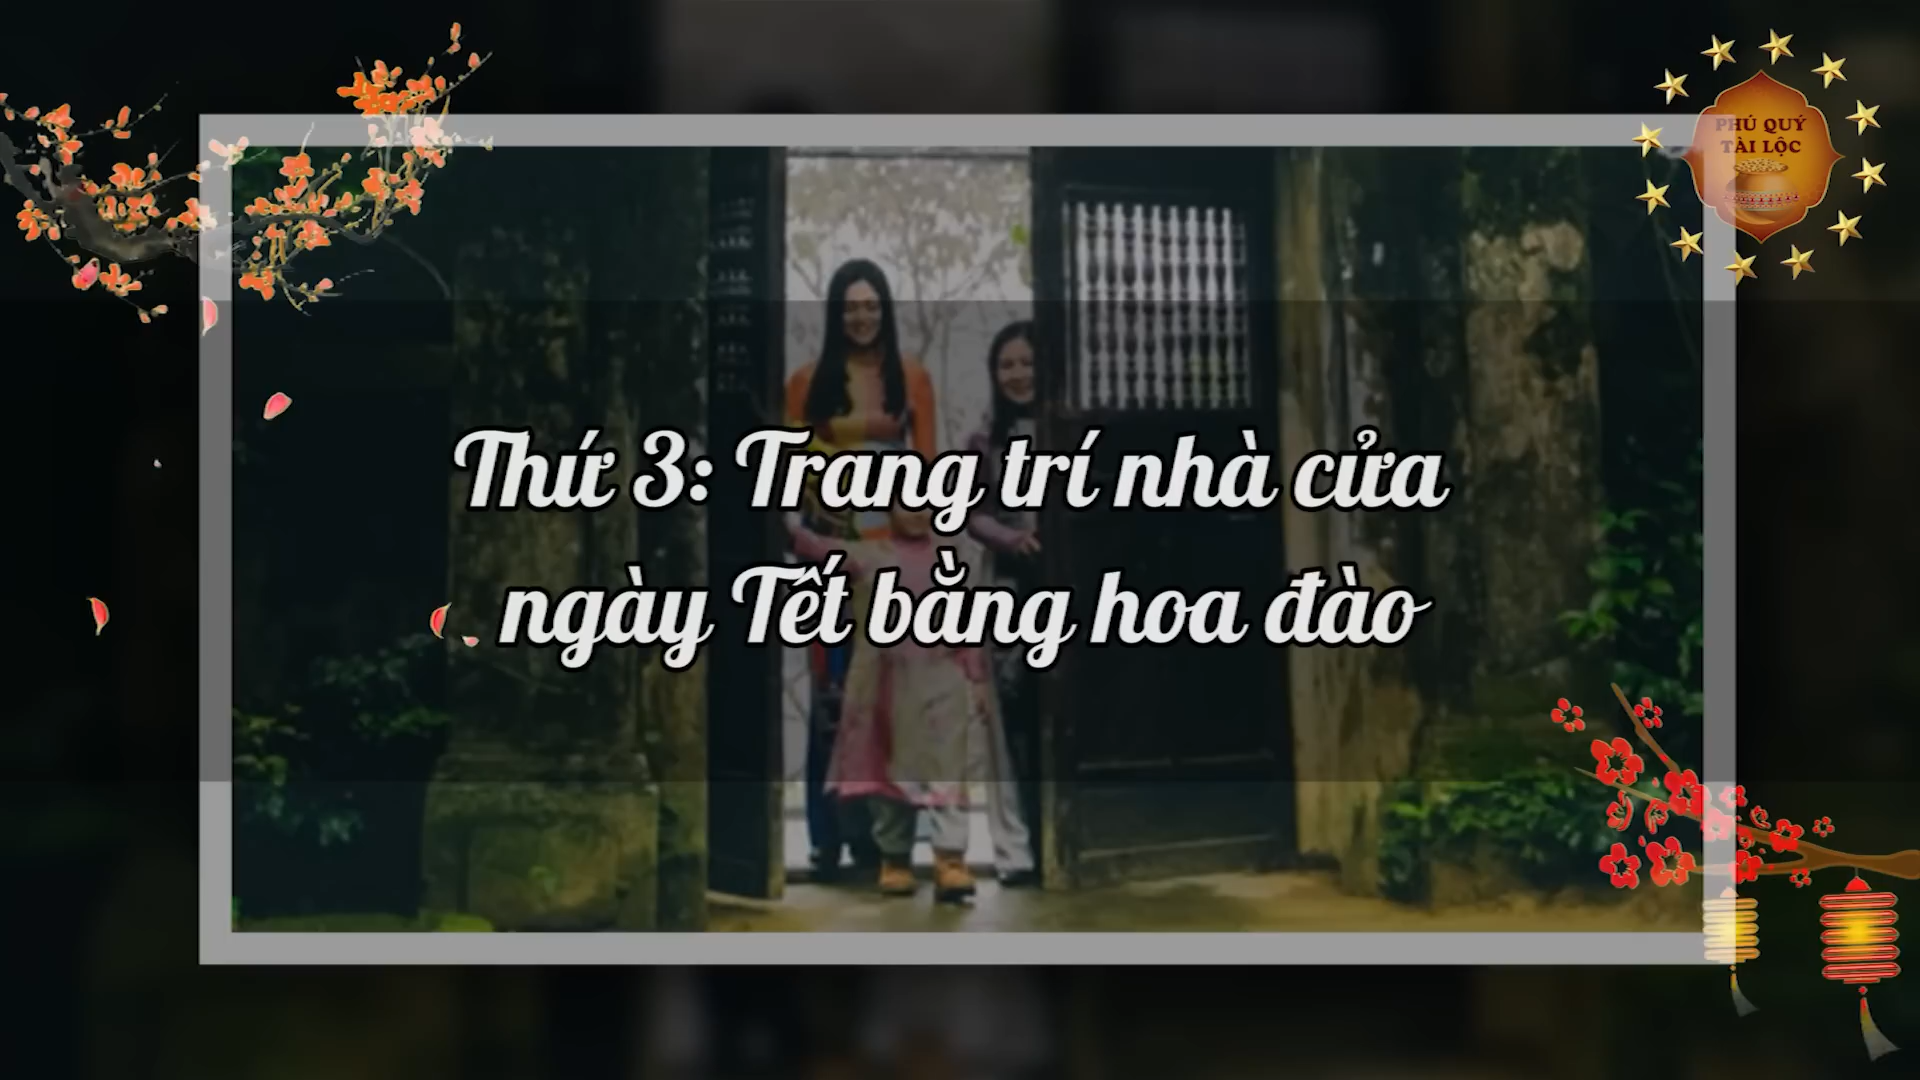 PHÚ QUÝ
TÀI LỘC
Thứ 3: Trang trí nhà cửa
ngày Tết bằng hoa đào